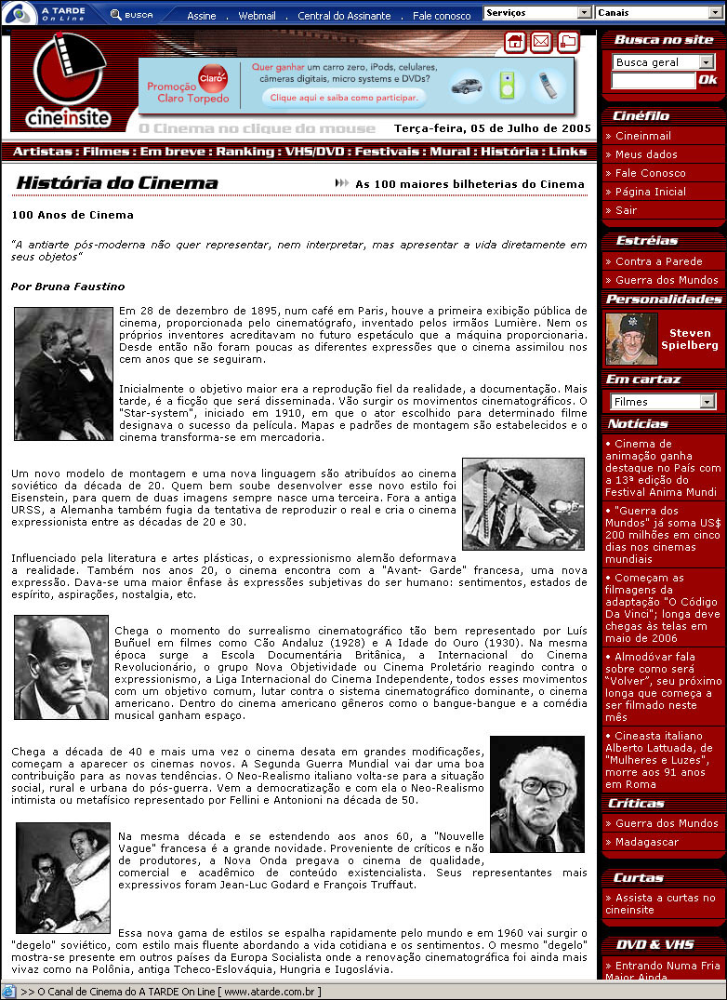 A TARDE
On Line
BUSCA
Assine . Webmail . Central do Assinante . Fale conosco
Serviços
Canais
cineinsite
Promoção
Claro Torpedo
Claro
Quer ganhar um carro zero, iPods, celulares,
câmeras digitais, micro systems e DVDs?
Clique aqui e saiba como participar.
O Cinema no clique do mouse
Terça-feira, 05 de Julho de 2005
Artistas : Filmes : Em breve : Ranking : VHS/DVD : Festivais : Mural : História : Links
História do Cinema
As 100 maiores bilheterias do Cinema
100 Anos de Cinema
"A antiarte pós-moderna não quer representar, nem interpretar, mas apresentar a vida diretamente em
seus objetos"
Por Bruna Faustino
Em 28 de dezembro de 1895, num café em Paris, houve a primeira exibição pública de
cinema, proporcionada pelo cinematógrafo, inventado pelos irmãos Lumière. Nem os
próprios inventores acreditavam no futuro espetáculo que a máquina proporcionaria.
Desde então não foram poucas as diferentes expressões que o cinema assimilou nos
cem anos que se seguiram.
Inicialmente o objetivo maior era a reprodução fiel da realidade, a documentação. Mais
tarde, é a ficção que será disseminada. Vão surgir os movimentos cinematográficos. O
"Star-system", iniciado em 1910, em que o ator escolhido para determinado filme
designava o sucesso da película. Mapas e padrões de montagem são estabelecidos e o
cinema transforma-se em mercadoria.
Um novo modelo de montagem e uma nova linguagem são atribuídos ao cinema
soviético da década de 20. Quem bem soube desenvolver esse novo estilo foi
Eisenstein, para quem de duas imagens sempre nasce uma terceira. Fora a antiga
URSS, a Alemanha também fugia da tentativa de reproduzir o real e cria o cinema
expressionista entre as décadas de 20 e 30.
Influenciado pela literatura e artes plásticas, o expressionismo alemão deformava
a realidade. Também nos anos 20, o cinema encontra com a "Avant- Garde" francesa, uma nova
expressão. Dava-se uma maior ênfase às expressões subjetivas do ser humano: sentimentos, estados de
espírito, aspirações, nostalgia, etc.
Chega o momento do surrealismo cinematográfico tão bem representado por Luís
Buñuel em filmes como Cão Andaluz (1928) e A Idade do Ouro (1930). Na mesma
época surge a Escola Documentária Britânica, a Internacional do Cinema
Revolucionário, o grupo Nova Objetividade ou Cinema Proletário reagindo contra o
expressionismo, a Liga Internacional do Cinema Independente, todos esses movimentos
com um objetivo comum, lutar contra o sistema cinematográfico dominante, o cinema
americano. Dentro do cinema americano gêneros como o bangue-bangue e a comédia
musical ganham espaço.
Chega a década de 40 e mais uma vez o cinema desata em grandes modificações,
começam a aparecer os cinemas novos. A Segunda Guerra Mundial vai dar uma boa
contribuição para as novas tendências. O Neo-Realismo italiano volta-se para a situação
social, rural e urbana do pós-guerra. Vem a democratização e com ela o Neo-Realismo
intimista ou metafísico representado por Fellini e Antonioni na década de 50.
Na mesma década e se estendendo aos anos 60, a "Nouvelle
Vague" francesa é a grande novidade. Proveniente de críticos e não
de produtores, a Nova Onda pregava o cinema de qualidade,
comercial e acadêmico de conteúdo existencialista. Seus representantes mais
expressivos foram Jean-Luc Godard e François Truffaut.
Essa nova gama de estilos se espalha rapidamente pelo mundo e em 1960 vai surgir o
"degelo" soviético, com estilo mais fluente abordando a vida cotidiana e os sentimentos. O mesmo "degelo"
mostra-se presente em outros países da Europa Socialista onde a renovação cinematográfica foi ainda mais
vivaz como na Polônia, antiga Tcheco-Eslováquia, Hungria e Iugoslávia.
Busca no site
Busca geral
Ok
Cinéfilo
» Cineinmail
» Meus dados
» Fale Conosco
» Página Inicial
» Sair
Estréias
» Contra a Parede
» Guerra dos Mundos
Personalidades
Steven
Spielberg
Em cartaz
Filmes
Notícias
• Cinema de
animação ganha
destaque no País com
a 13ª edição do
Festival Anima Mundi
• "Guerra dos
Mundos" já soma US$
200 milhões em cinco
dias nos cinemas
mundiais
• Começam as
filmagens da
adaptação "O Código
Da Vinci"; longa deve
chegas às telas em
maio de 2006
• Almodóvar fala
sobre como será
"Volver", seu próximo
longa que começa a
ser filmado neste
mês
• Cineasta italiano
Alberto Lattuada, de
"Mulheres e Luzes",
morre aos 91 anos
em Roma
Críticas
» Guerra dos Mundos
» Madagascar
Curtas
» Assista a curtas no
cineinsite
DVD & VHS
» Entrando Numa Fria
Maior Ainda
>> O Canal de Cinema do A TARDE On Line [ www.atarde.com.br ]